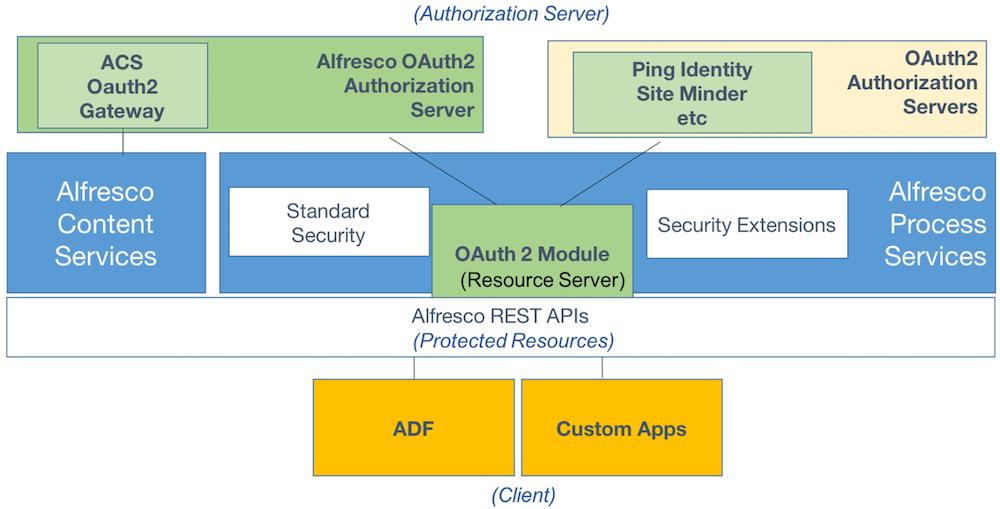 (Authorization Server)
ACS
Oauth2
Gateway
Alfresco OAuth2
Authorization
Server
Ping Identity
Site Minder
etc
OAuth2
Authorization
Servers
Alfresco
Content
Services
Standard
Security
OAuth 2 Module
(Resource Server)
Security Extensions
Alfresco
Process
Services
Alfresco REST APIs
(Protected Resources)
ADF
Custom Apps
(Client)